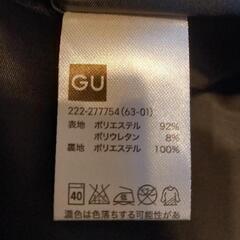 GU
222-277754(63-01)
表地 ポリエステル 92%
ポリウレタン 8%
裏地 ポリエステル 100%
40
濃色は色落ちする可能性があ